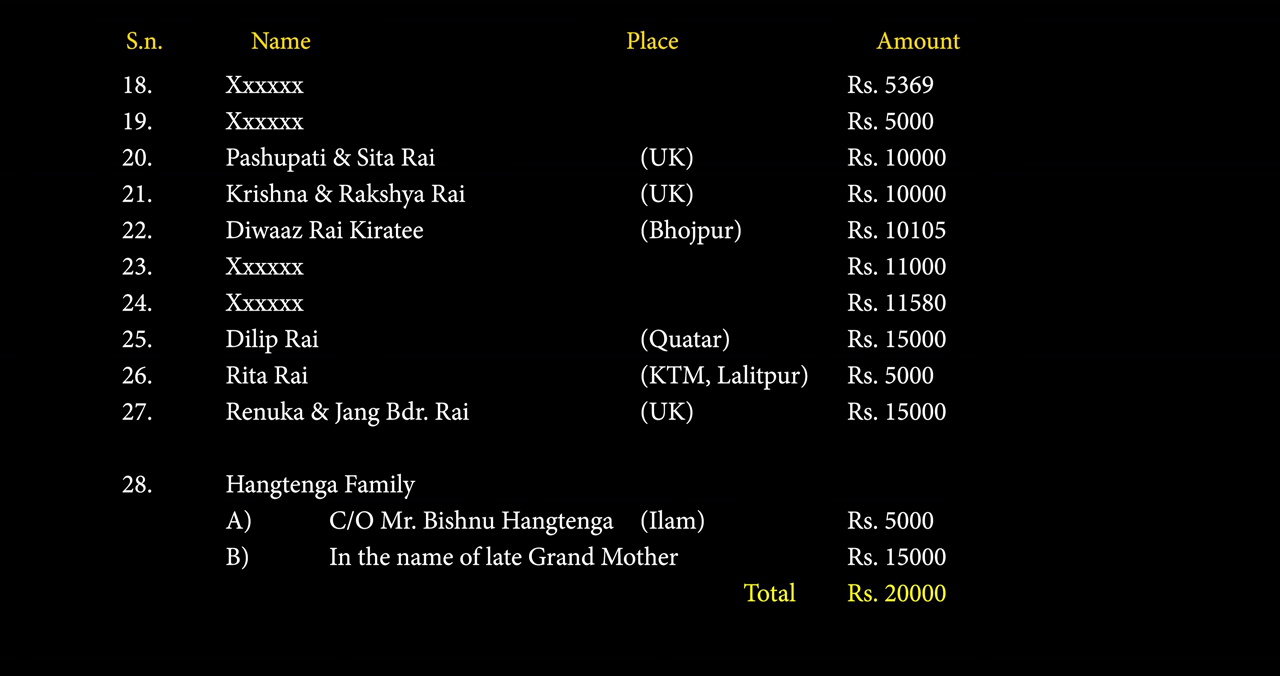 S.n. Name Place Amount
18. Xxxxxx Rs. 5369
19. Xxxxxx Rs. 5000
20. Pashupati & Sita Rai (UK) Rs. 10000
21. Krishna & Rakshya Rai (UK) Rs. 10000
22. Diwaaz Rai Kiratee (Bhojpur) Rs. 10105
23. Xxxxxx Rs. 11000
24. Xxxxxx Rs. 11580
25. Dilip Rai (Quatar) Rs. 15000
26. Rita Rai (KTM, Lalitpur) Rs. 5000
27. Renuka & Jang Bdr. Rai (UK) Rs. 15000
28. Hangtenga Family
A) C/O Mr. Bishnu Hangtenga (Ilam) Rs. 5000
B) In the name of late Grand Mother Rs. 15000
Total Rs. 20000